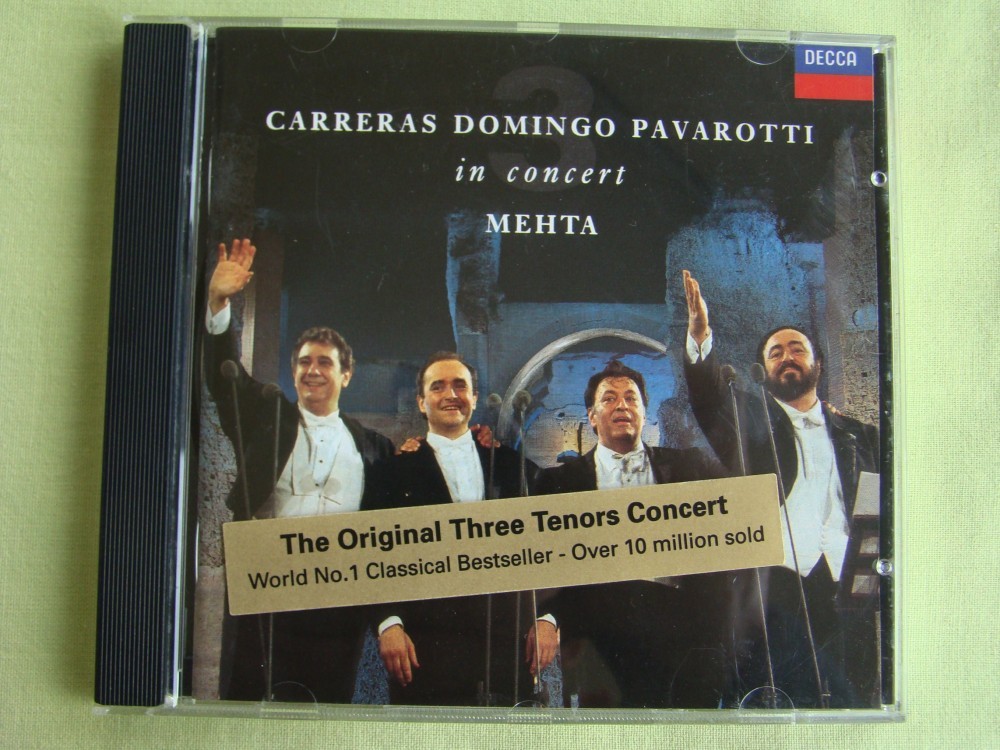 DECCA
3
CARRERAS DOMINGO PAVAROTTI
in concert
MEHTA
The Original Three Tenors Concert
World No.1 Classical Bestseller - Over 10 million sold